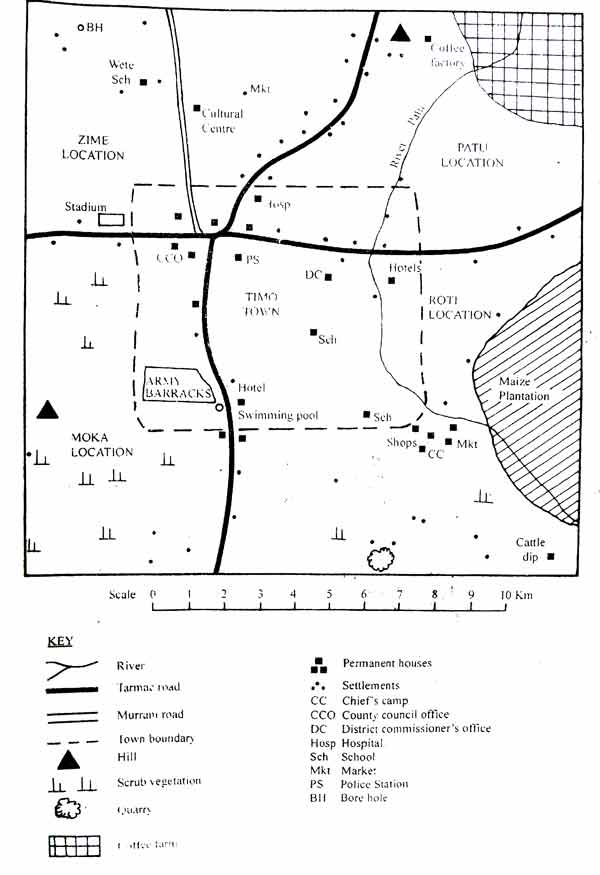 BH
Coffee
factory
Wete
Sch
Mkt
Cultural
Centre
River Patu
ZIME
LOCATION
PATU
LOCATION
Hosp
Stadium
CCO
PS
DC
Hotels
TIMO
TOWN
ROTI
LOCATION
Sch
Maize
Plantation
ARMY
BARRACKS
Hotel
Swimming pool
Sch
MOKA
LOCATION
Shops
CC
Mkt
Cattle
dip
Scale 0 1 2 3 4 5 6 7 8 9 10 Km
KEY
River
Tarmac road
Murram road
Town boundary
Hill
Scrub vegetation
Quarry
Coffee farm
Permanent houses
Settlements
CC Chief's camp
CCO County council office
DC District commissioner's office
Hosp Hospital
Sch School
Mkt Market
PS Police Station
BH Bore hole